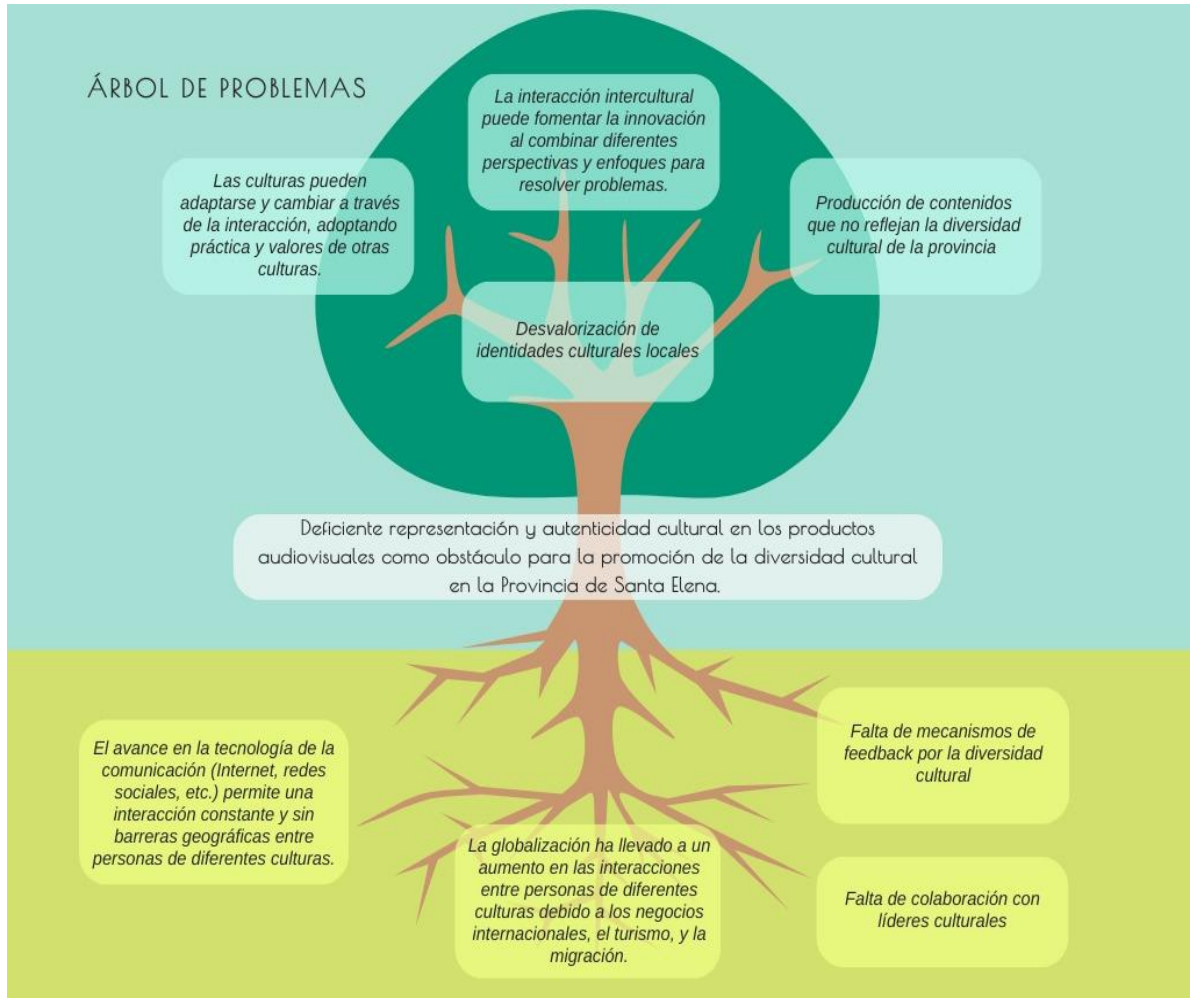 ÁRBOL DE PROBLEMAS
La interacción intercultural
puede fomentar la innovación
al combinar diferentes
perspectivas y enfoques para
resolver problemas.
Las culturas pueden
adaptarse y cambiar a través
de la interacción, adoptando
práctica y valores de otras
culturas.
Producción de contenidos
que no reflejan la diversidad
cultural de la provincia
Desvalorización de
identidades culturales locales
Deficiente representación y autenticidad cultural en los productos
audiovisuales como obstáculo para la promoción de la diversidad cultural
en la Provincia de Santa Elena.
El avance en la tecnología de la
comunicación (Internet, redes
sociales, etc.) permite una
interacción constante y sin
barreras geográficas entre
personas de diferentes culturas.
La globalización ha llevado a un
aumento en las interacciones
entre personas de diferentes
culturas debido a los negocios
internacionales, el turismo, y la
migración.
Falta de mecanismos de
feedback por la diversidad
cultural
Falta de colaboración con
líderes culturales